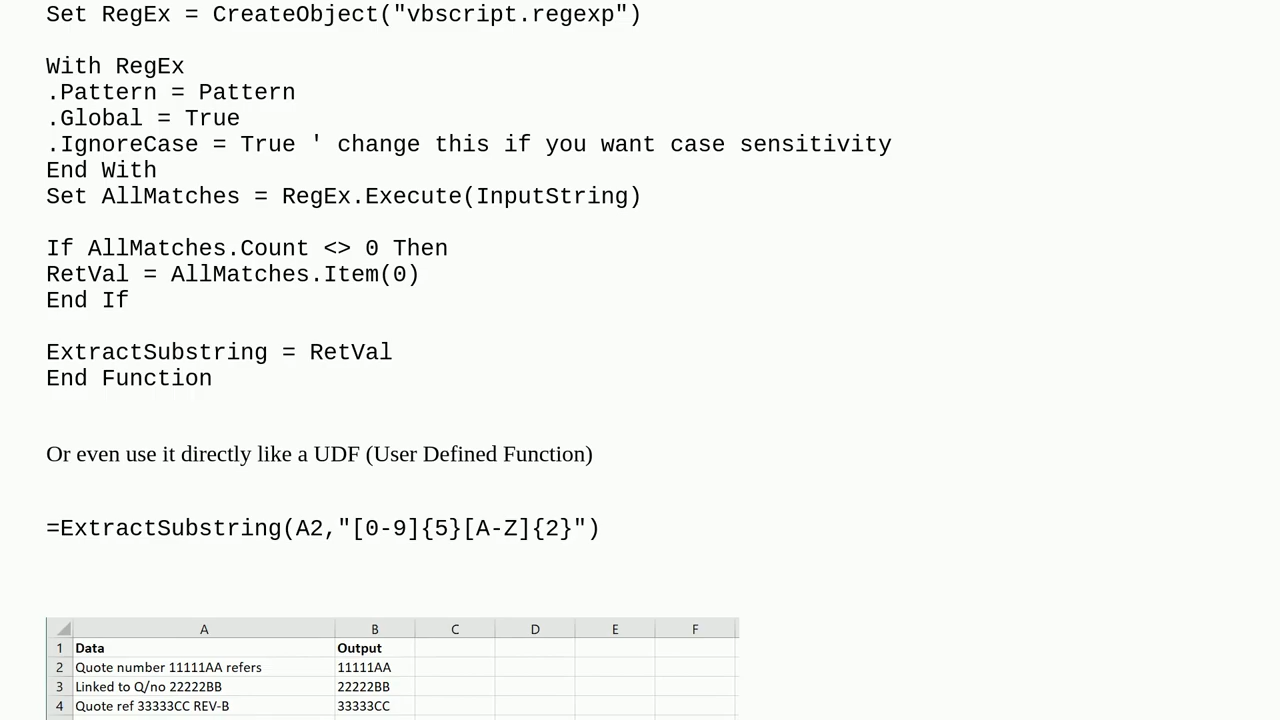 Set RegEx = CreateObject("vbscript.regexp")
With RegEx
.Pattern = Pattern
.Global = True
.IgnoreCase = True ' change this if you want case sensitivity
End With
Set AllMatches = RegEx.Execute(InputString)
If AllMatches.Count <> 0 Then
RetVal = AllMatches.Item(0)
End If
ExtractSubstring = RetVal
End Function
Or even use it directly like a UDF (User Defined Function)
=ExtractSubstring(A2,"[0-9]{5}[A-Z]{2}")
A B C D E F
1 Data Output
2 Quote number 11111AA refers 11111AA
3 Linked to Q/no 22222BB 22222BB
4 Quote ref 33333CC REV-B 33333CC